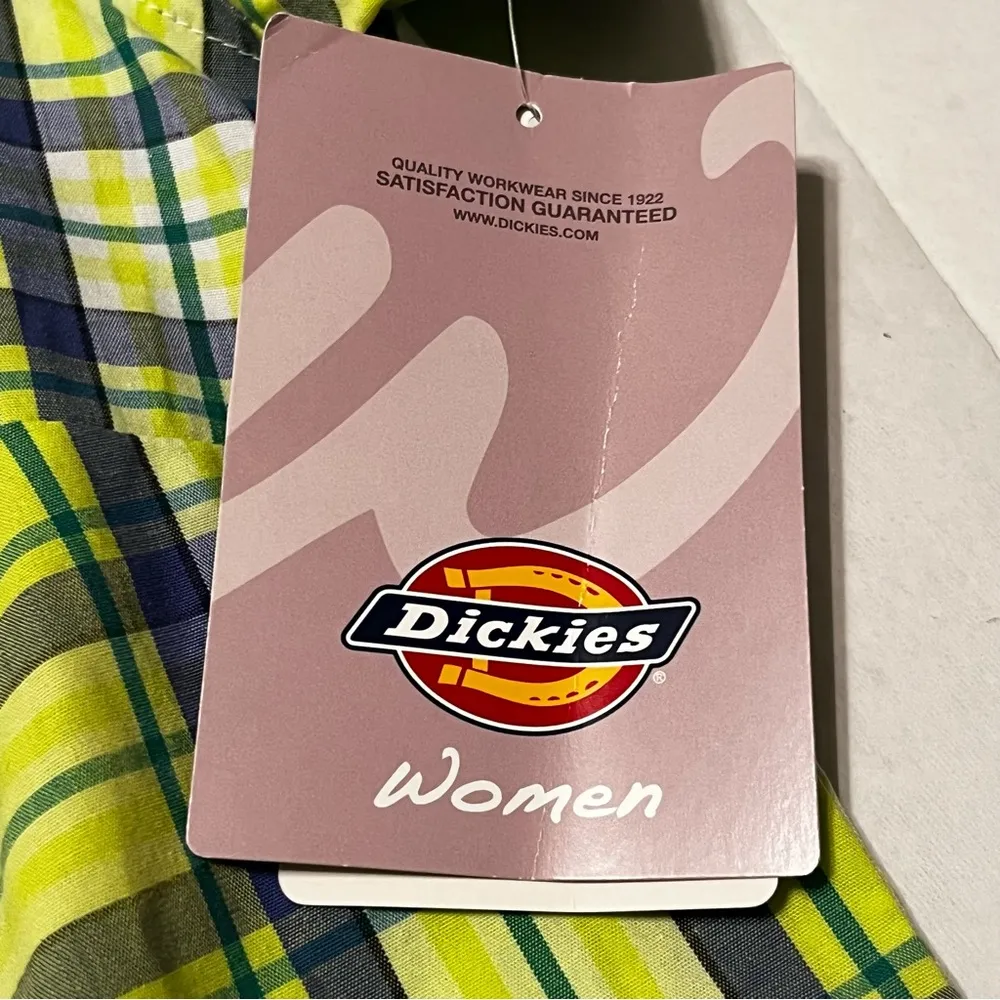 QUALITY WORKWEAR SINCE 1922
SATISFACTION GUARANTEED
WWW.DICKIES.COM
Dickies
®
Women